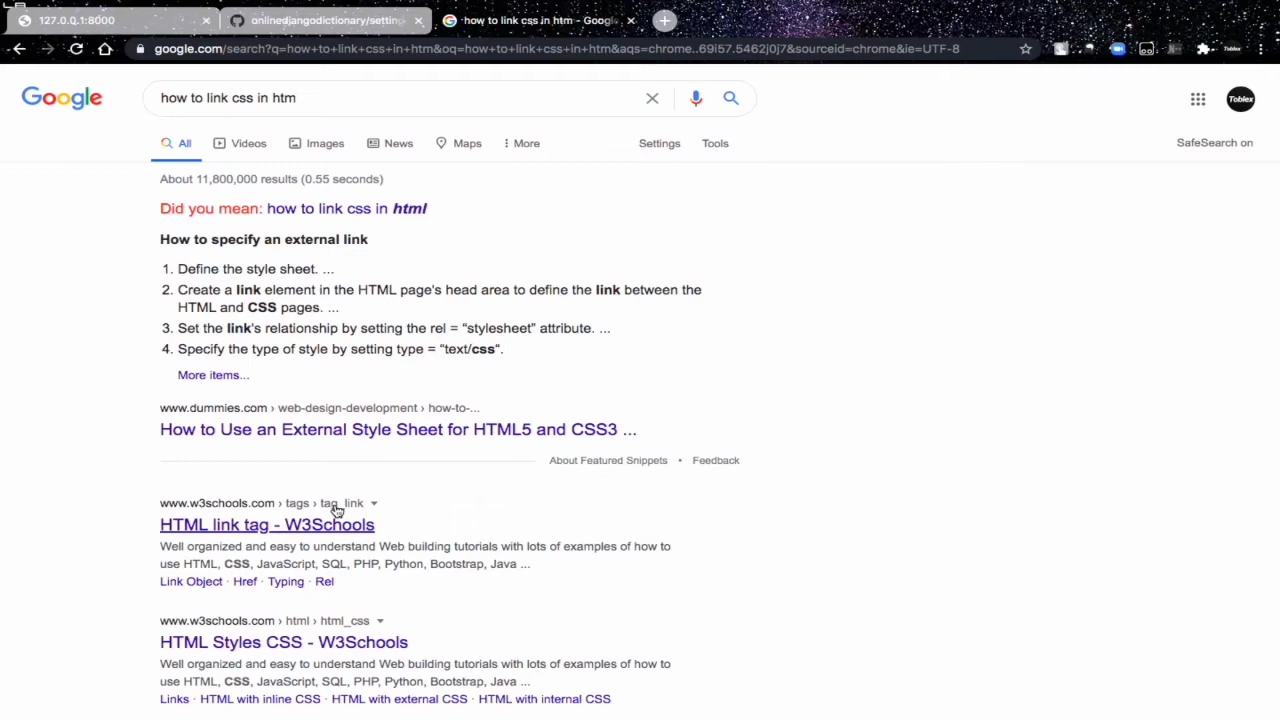 127.0.0.1:8000
onlinedjangodictionary/setting
how to link css in htm - Google
google.com/search?q=how+to+link+css+in+htm&oq=how+to+link+css+in+htm&aqs=chrome..69i57.5462j0j7&sourceid=chrome&ie=UTF-8
Toblex
Google
how to link css in htm
Toblex
All
Videos
Images
News
Maps
More
Settings
Tools
SafeSearch on
About 11,800,000 results (0.55 seconds)
Did you mean: how to link css in html
How to specify an external link
1. Define the style sheet. ...
2. Create a link element in the HTML page's head area to define the link between the
HTML and CSS pages. ...
3. Set the link's relationship by setting the rel = “stylesheet” attribute. ...
4. Specify the type of style by setting type = “text/css“.
More items...
www.dummies.com › web-design-development › how-to-...
How to Use an External Style Sheet for HTML5 and CSS3 ...
About Featured Snippets • Feedback
www.w3schools.com › tags › tag_link
HTML link tag - W3Schools
Well organized and easy to understand Web building tutorials with lots of examples of how to
use HTML, CSS, JavaScript, SQL, PHP, Python, Bootstrap, Java ...
Link Object · Href · Typing · Rel
www.w3schools.com › html › html_css
HTML Styles CSS - W3Schools
Well organized and easy to understand Web building tutorials with lots of examples of how to
use HTML, CSS, JavaScript, SQL, PHP, Python, Bootstrap, Java ...
Links · HTML with inline CSS · HTML with external CSS · HTML with internal CSS